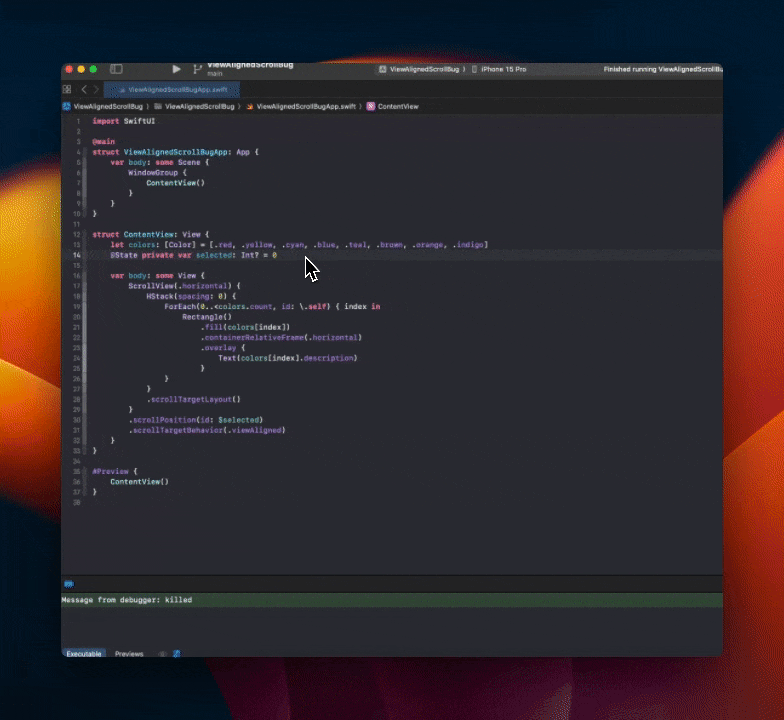 ViewAlignedScrollBug
main
ViewAlignedScrollBug ⟩ iPhone 15 Pro
Finished running ViewAlignedScrollBu
ViewAlignedScrollBugApp.swift
ViewAlignedScrollBug ⟩ ViewAlignedScrollBug ⟩ ViewAlignedScrollBugApp.swift ⟩ ContentView
1 import SwiftUI
2
3 @main
4 struct ViewAlignedScrollBugApp: App {
5 var body: some Scene {
6 WindowGroup {
7 ContentView()
8 }
9 }
10 }
11
12 struct ContentView: View {
13 let colors: [Color] = [.red, .yellow, .cyan, .blue, .teal, .brown, .orange, .indigo]
14 @State private var selected: Int? = 0
15
16 var body: some View {
17 ScrollView(.horizontal) {
18 HStack(spacing: 0) {
19 ForEach(0..<colors.count, id: \.self) { index in
20 Rectangle()
21 .fill(colors[index])
22 .containerRelativeFrame(.horizontal)
23 .overlay {
24 Text(colors[index].description)
25 }
26 }
27 }
28 .scrollTargetLayout()
29 }
30 .scrollPosition(id: $selected)
31 .scrollTargetBehavior(.viewAligned)
32 }
33 }
34
35 #Preview {
36 ContentView()
37 }
38
Message from debugger: killed
Executable Previews